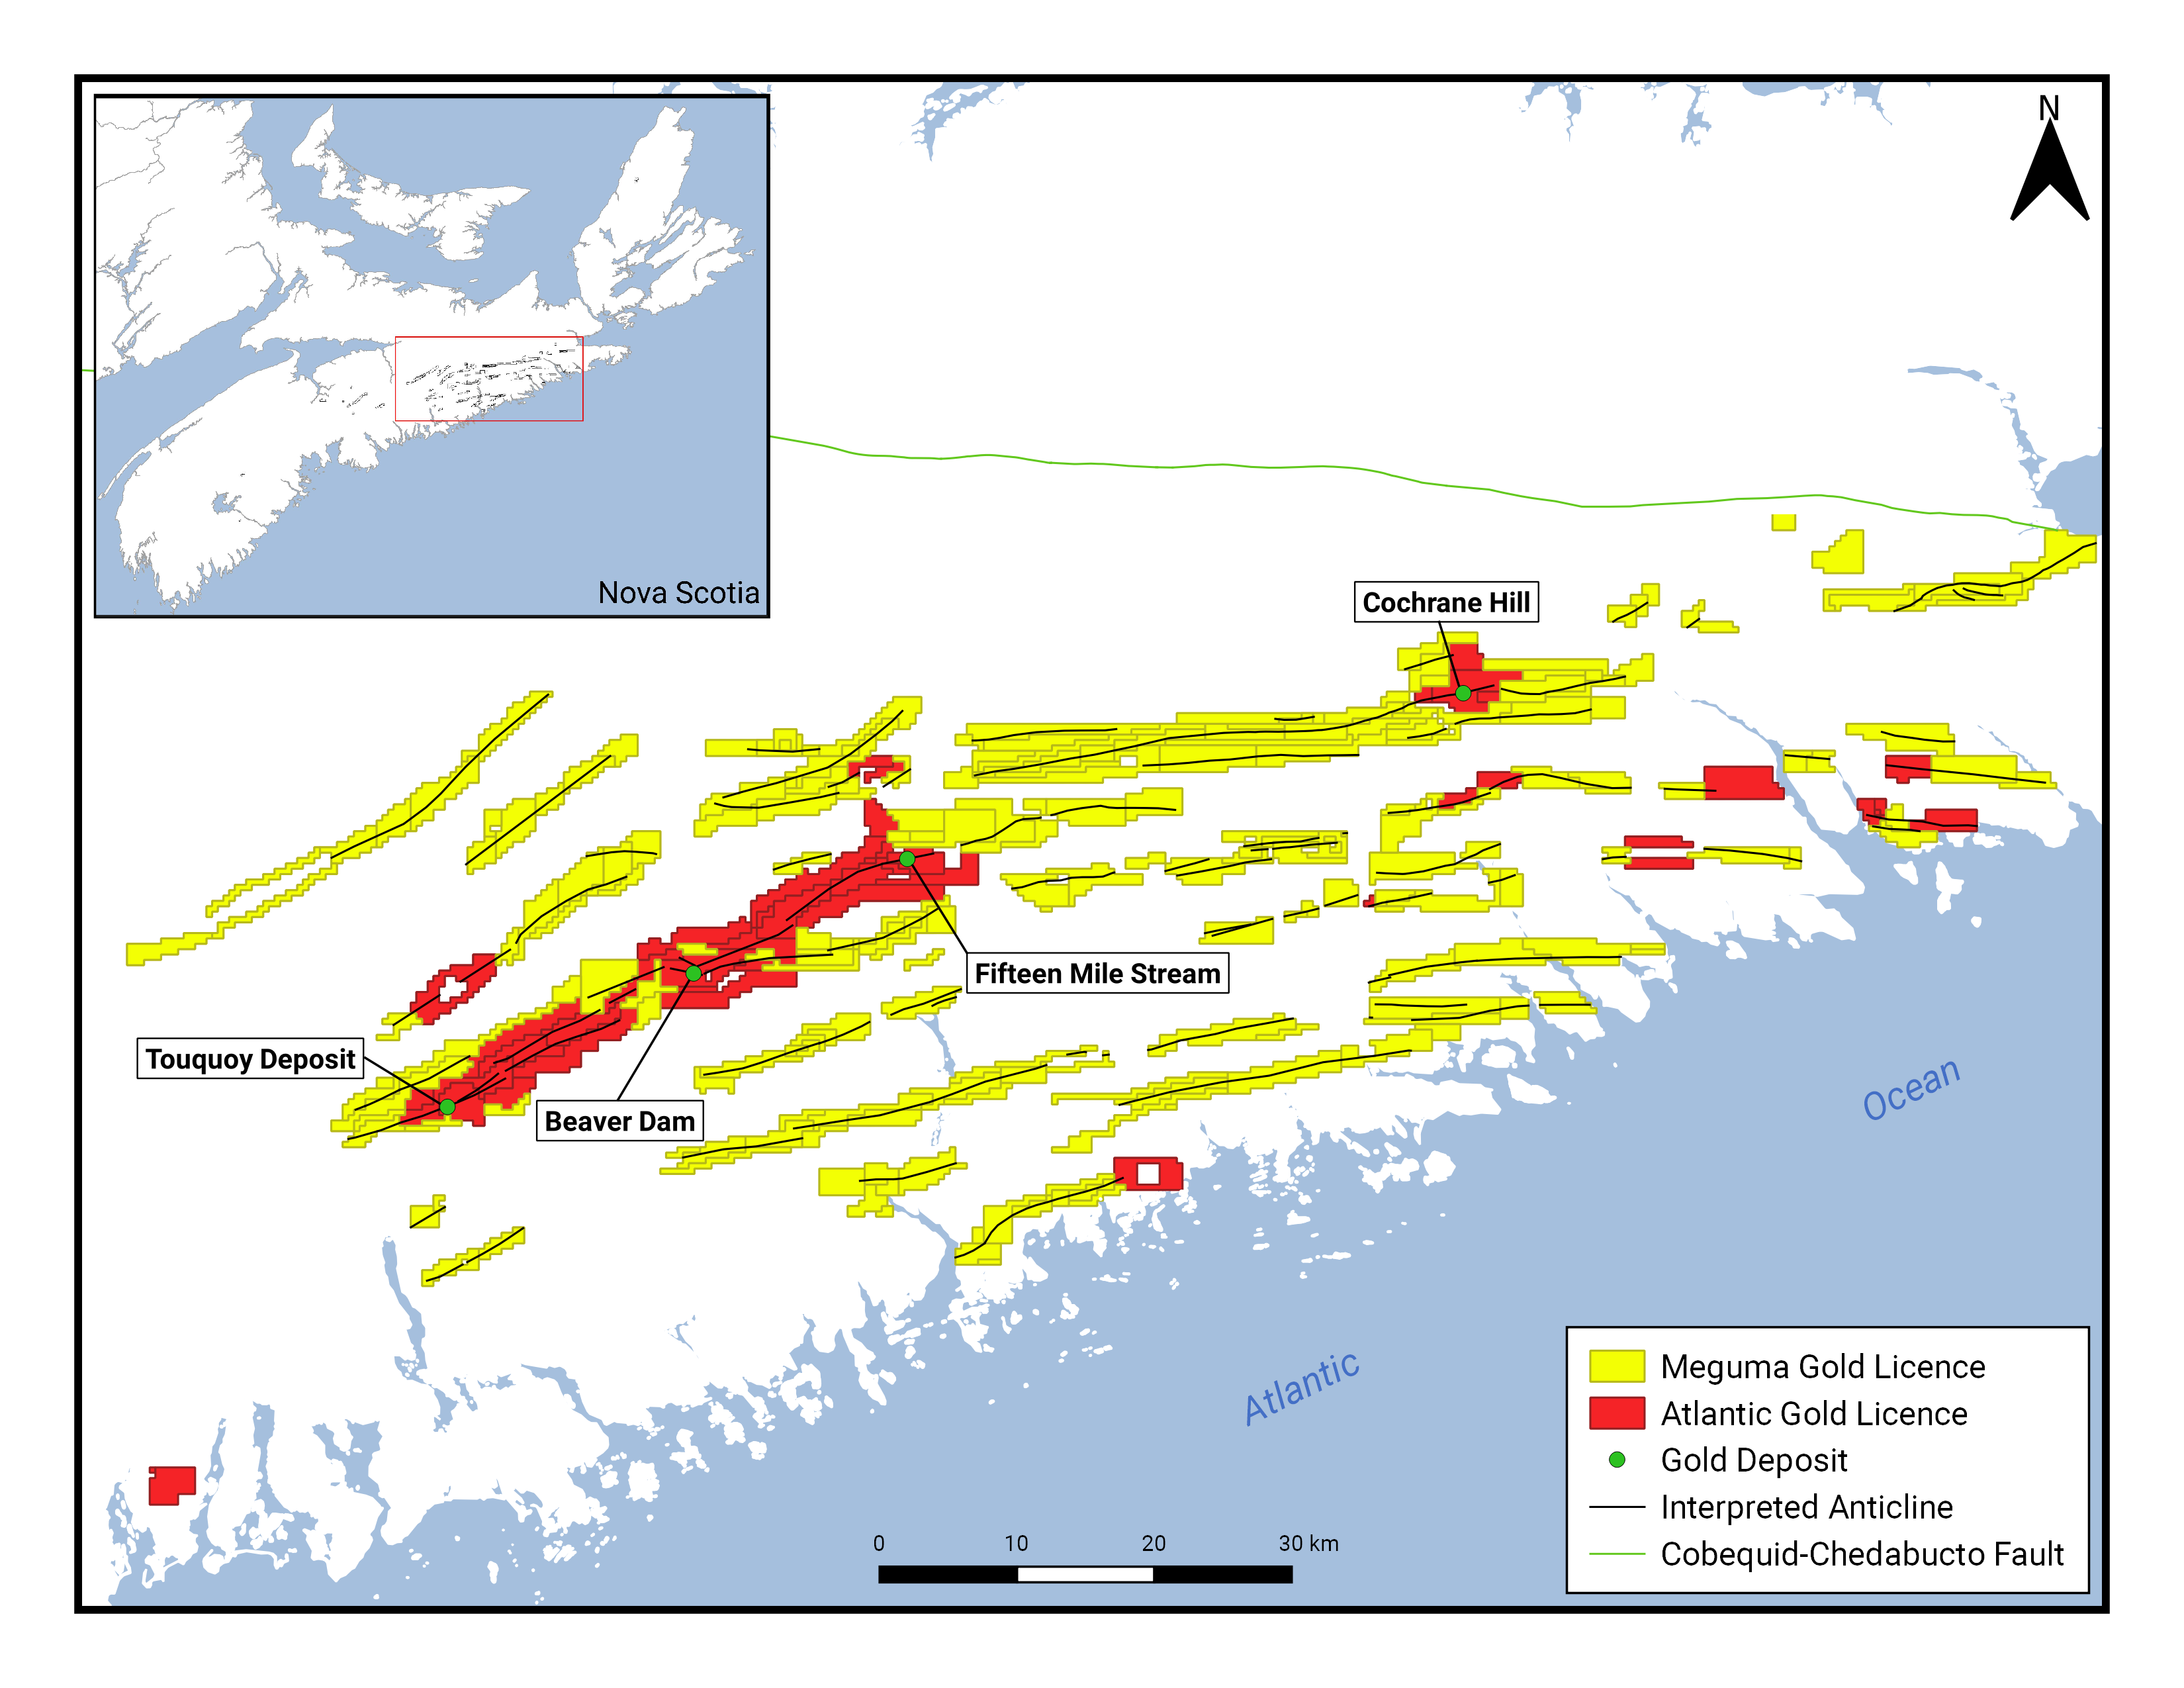 N
Nova Scotia
Cochrane Hill
Fifteen Mile Stream
Touquoy Deposit
Beaver Dam
Atlantic
Ocean
0 10 20 30 km
Meguma Gold Licence
Atlantic Gold Licence
Gold Deposit
Interpreted Anticline
Cobequid-Chedabucto Fault